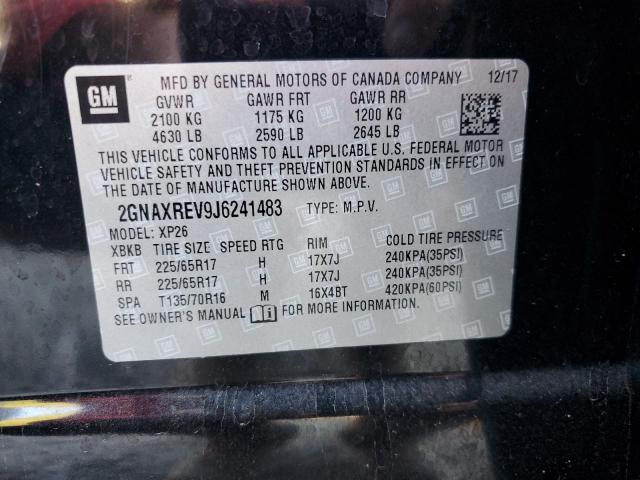 GM MFD BY GENERAL MOTORS OF CANADA COMPANY 12/17
GVWR GAWR FRT GAWR RR
2100 KG 1175 KG 1200 KG
4630 LB 2590 LB 2645 LB
THIS VEHICLE CONFORMS TO ALL APPLICABLE U.S. FEDERAL MOTOR
VEHICLE SAFETY AND THEFT PREVENTION STANDARDS IN EFFECT ON
THE DATE OF MANUFACTURE SHOWN ABOVE.
2GNAXREV9J6241483 TYPE: M.P.V.
MODEL: XP26
XBKB TIRE SIZE SPEED RTG RIM COLD TIRE PRESSURE
FRT 225/65R17 H 17X7J 240KPA(35PSI)
RR 225/65R17 H 17X7J 240KPA(35PSI)
SPA T135/70R16 M 16X4BT 420KPA(60PSI)
SEE OWNER'S MANUAL FOR MORE INFORMATION.